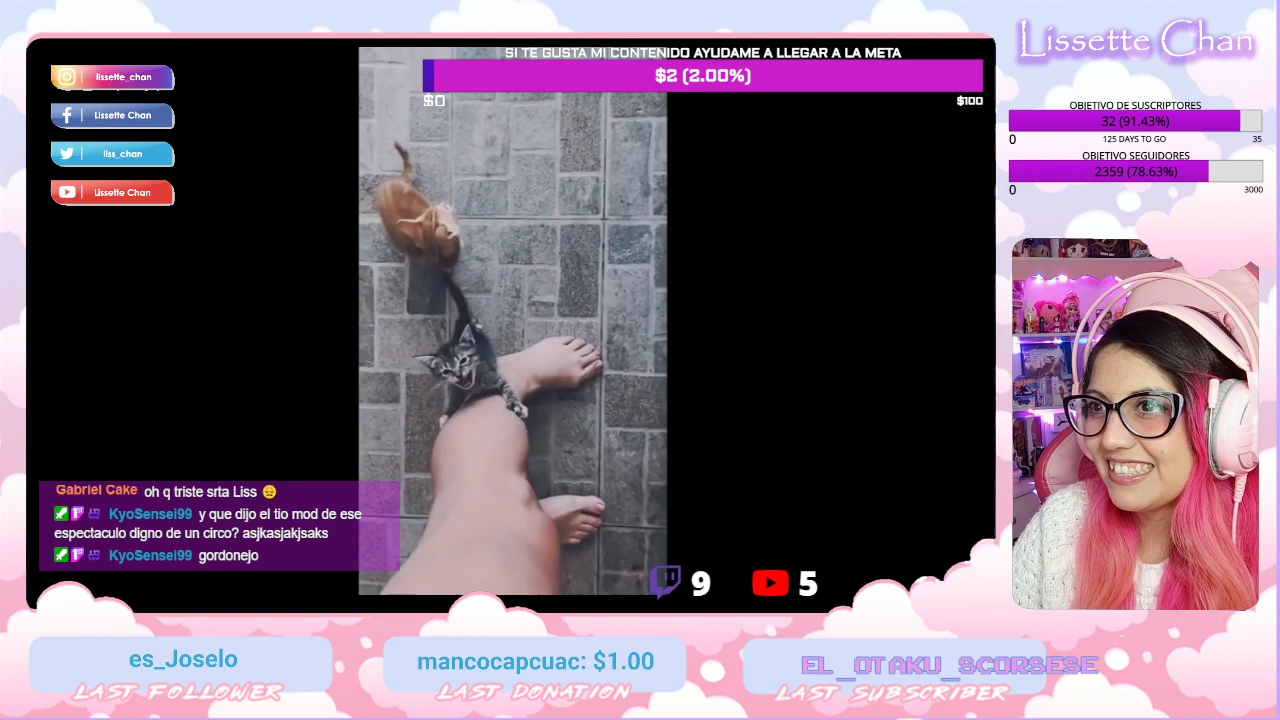 Lissette Chan
SI TE GUSTA MI CONTENIDO AYUDAME A LLEGAR A LA META
$2 (2.00%)
$0
$100
lissette_chan
Lissette Chan
liss_chan
Lissette Chan
OBJETIVO DE SUSCRIPTORES
32 (91.43%)
0
125 DAYS TO GO
35
OBJETIVO SEGUIDORES
2359 (78.63%)
0
3000
Gabriel Cake oh q triste srta Liss
KyoSensei99 y que dijo el tio mod de ese
espectaculo digno de un circo? asjkasjakjsaks
KyoSensei99 gordonejo
9
5
es_Joselo
LAST FOLLOWER
mancocapcuac: $1.00
LAST DONATION
EL_OTAKU_SCORSESE
LAST SUBSCRIBER